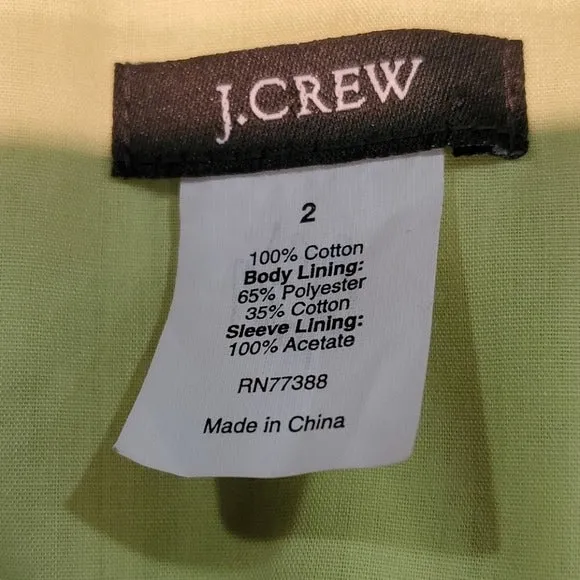 J.CREW
2
100% Cotton
Body Lining:
65% Polyester
35% Cotton
Sleeve Lining:
100% Acetate
RN77388
Made in China